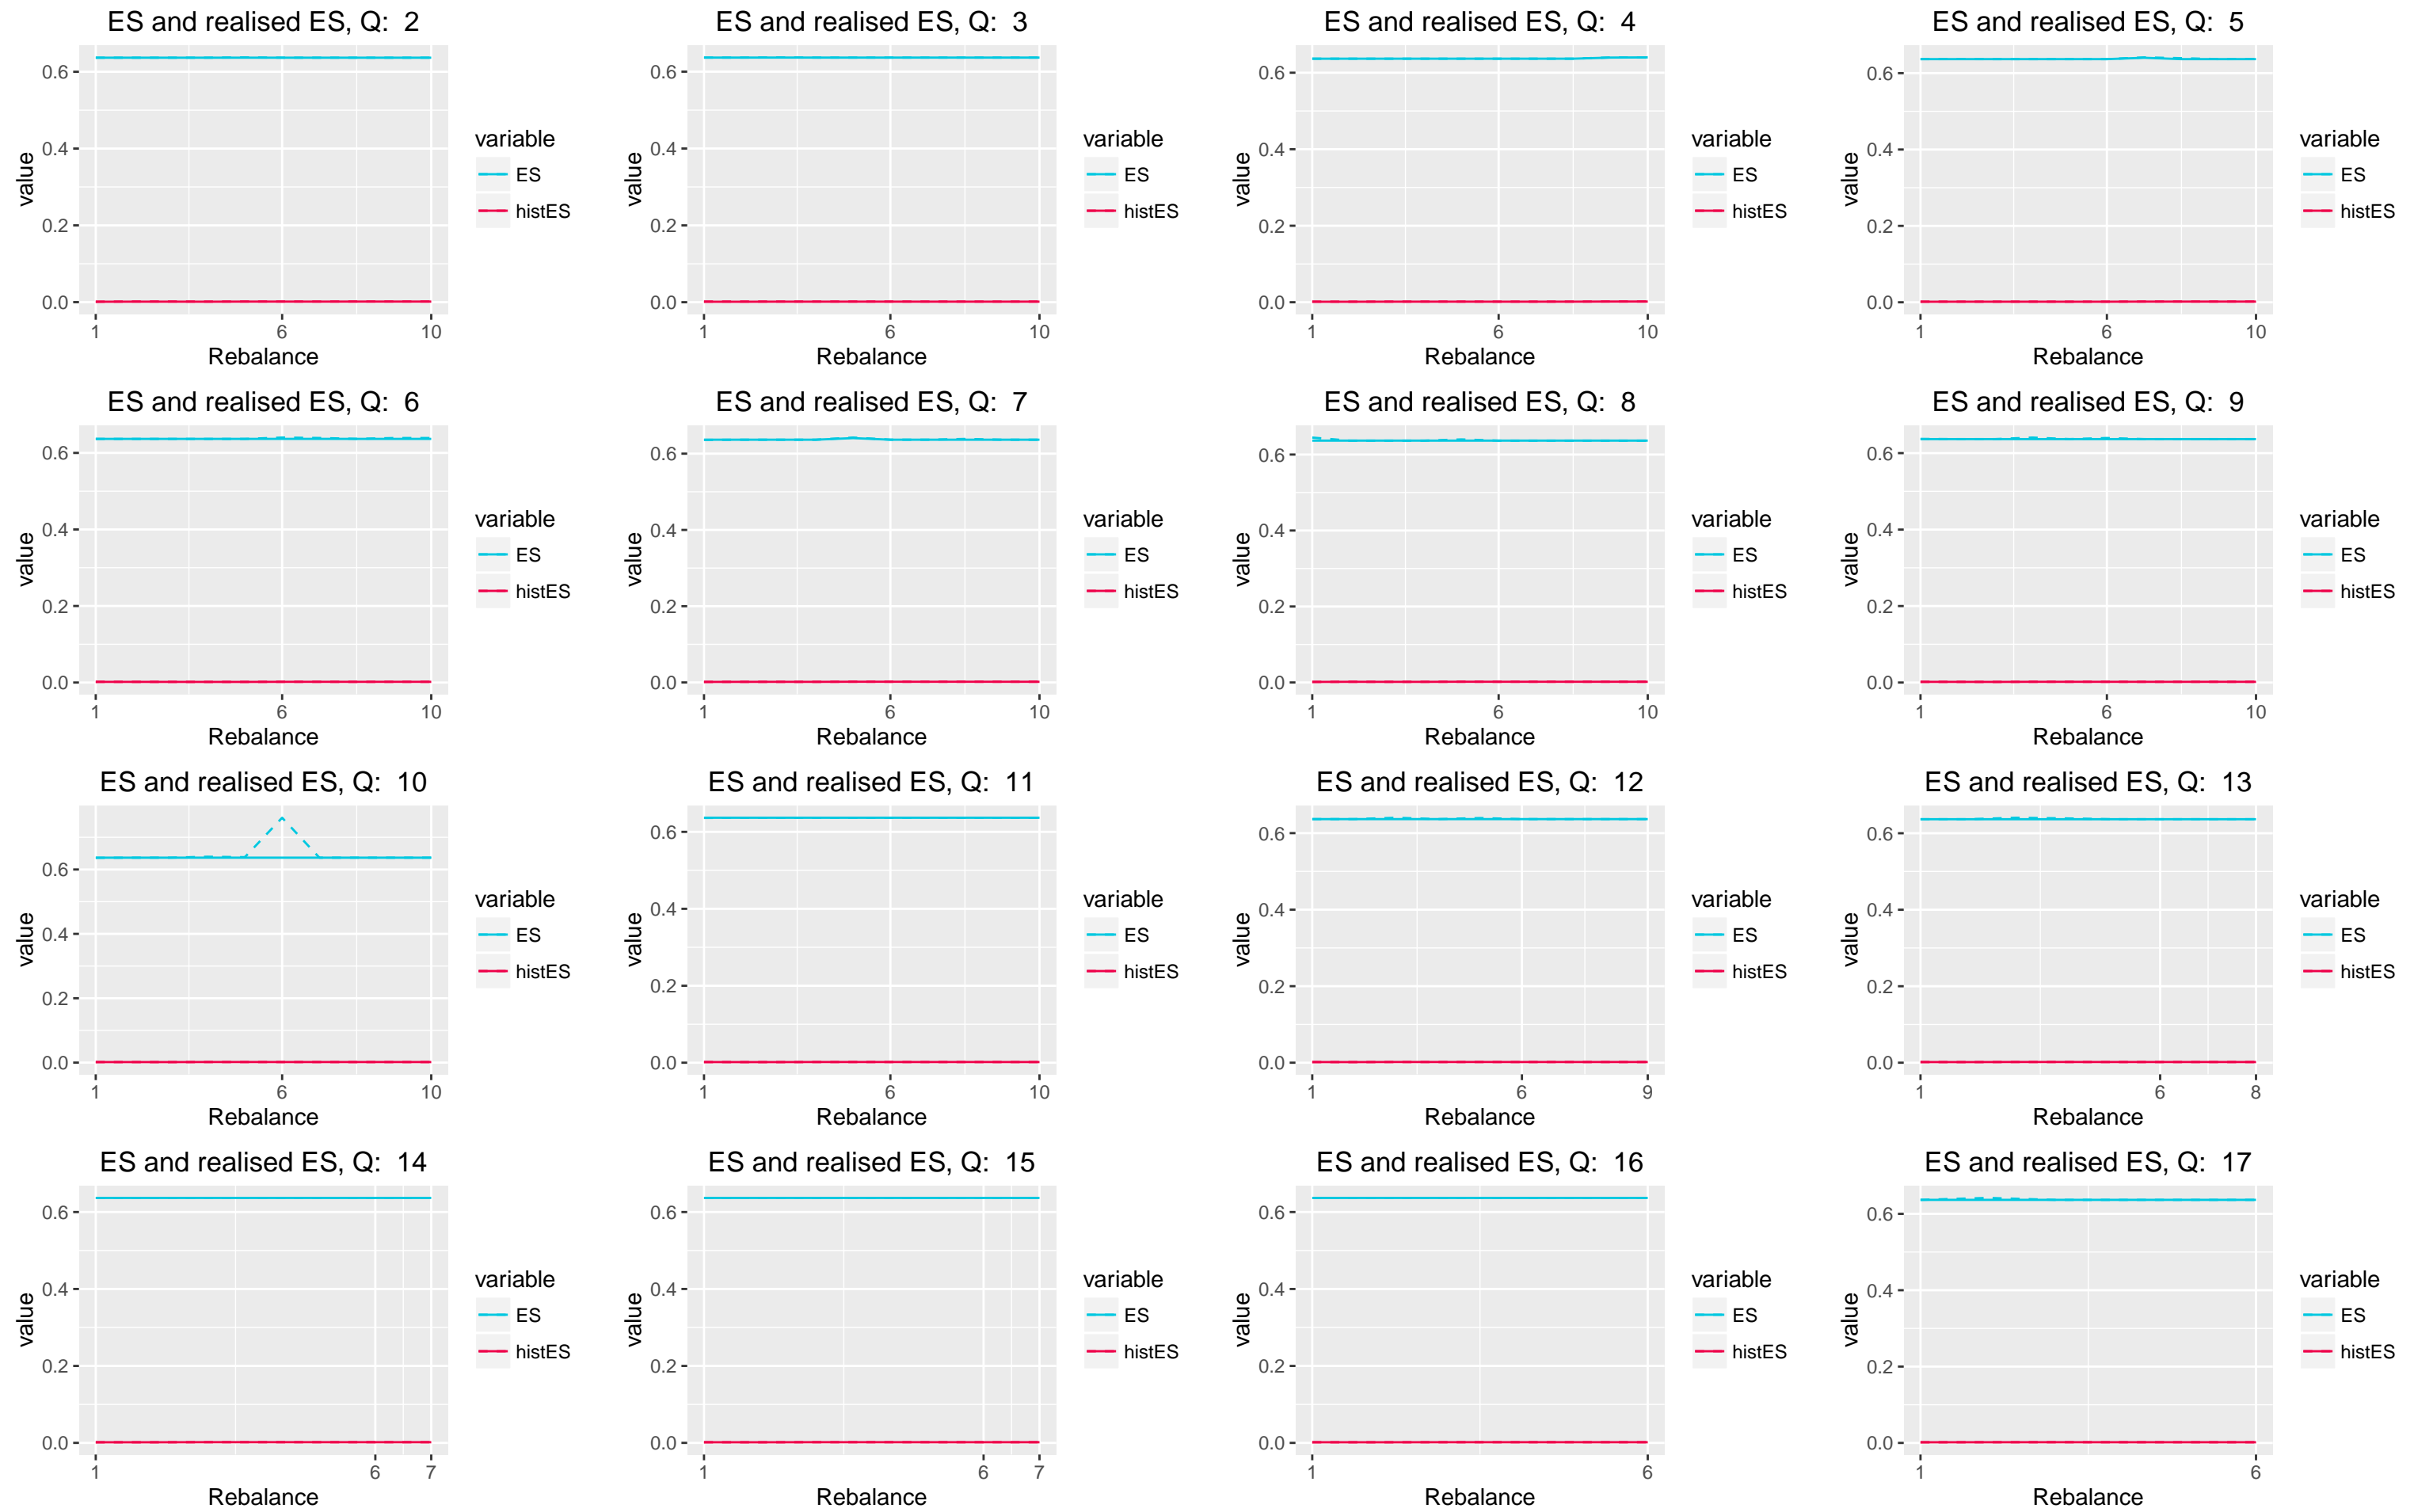 ES and realised ES, Q: 2
0.6
0.4
0.2
0.0
value
1 6 10
Rebalance
variable
ES
histES
ES and realised ES, Q: 3
0.6
0.4
0.2
0.0
value
1 6 10
Rebalance
variable
ES
histES
ES and realised ES, Q: 4
0.6
0.4
0.2
0.0
value
1 6 10
Rebalance
variable
ES
histES
ES and realised ES, Q: 5
0.6
0.4
0.2
0.0
value
1 6 10
Rebalance
variable
ES
histES
ES and realised ES, Q: 6
0.6
0.4
0.2
0.0
value
1 6 10
Rebalance
variable
ES
histES
ES and realised ES, Q: 7
0.6
0.4
0.2
0.0
value
1 6 10
Rebalance
variable
ES
histES
ES and realised ES, Q: 8
0.6
0.4
0.2
0.0
value
1 6 10
Rebalance
variable
ES
histES
ES and realised ES, Q: 9
0.6
0.4
0.2
0.0
value
1 6 10
Rebalance
variable
ES
histES
ES and realised ES, Q: 10
0.6
0.4
0.2
0.0
value
1 6 10
Rebalance
variable
ES
histES
ES and realised ES, Q: 11
0.6
0.4
0.2
0.0
value
1 6 10
Rebalance
variable
ES
histES
ES and realised ES, Q: 12
0.6
0.4
0.2
0.0
value
1 6 9
Rebalance
variable
ES
histES
ES and realised ES, Q: 13
0.6
0.4
0.2
0.0
value
1 6 8
Rebalance
variable
ES
histES
ES and realised ES, Q: 14
0.6
0.4
0.2
0.0
value
1 6 7
Rebalance
variable
ES
histES
ES and realised ES, Q: 15
0.6
0.4
0.2
0.0
value
1 6 7
Rebalance
variable
ES
histES
ES and realised ES, Q: 16
0.6
0.4
0.2
0.0
value
1 6
Rebalance
variable
ES
histES
ES and realised ES, Q: 17
0.6
0.4
0.2
0.0
value
1 6
Rebalance
variable
ES
histES